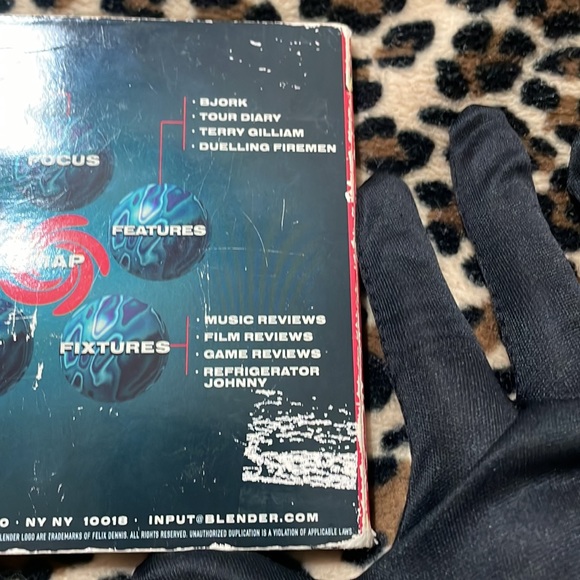 · BJORK
· TOUR DIARY
· TERRY GILLIAM
· DUELLING FIREMEN
FOCUS
FEATURES
AP
FIXTURES
· MUSIC REVIEWS
· FILM REVIEWS
· GAME REVIEWS
· REFRIGERATOR
JOHNNY
O · NY NY 10018 · INPUT@BLENDER.COM
BLENDER LOGO ARE TRADEMARKS OF FELIX DENNIS. ALL RIGHTS RESERVED. UNAUTHORIZED DUPLICATION IS A VIOLATION OF APPLICABLE LAWS